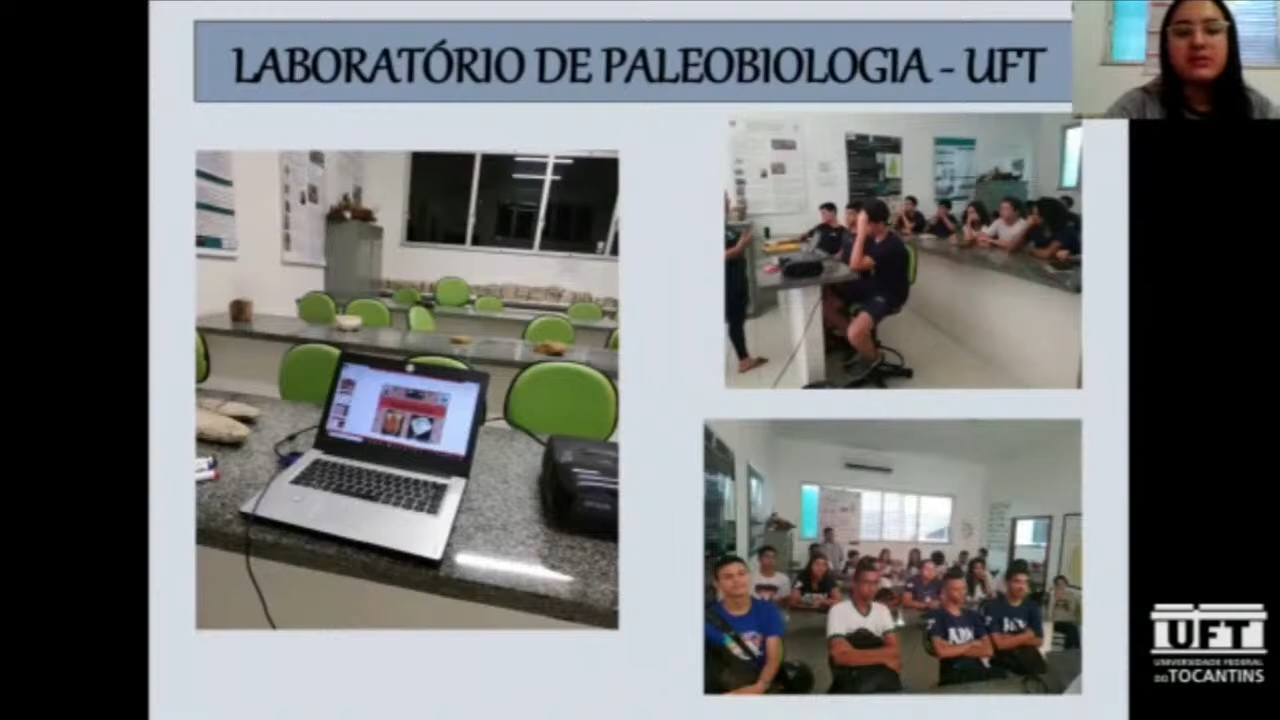 LABORATÓRIO DE PALEOBIOLOGIA - UFT
UFT
UNIVERSIDADE FEDERAL
DO TOCANTINS